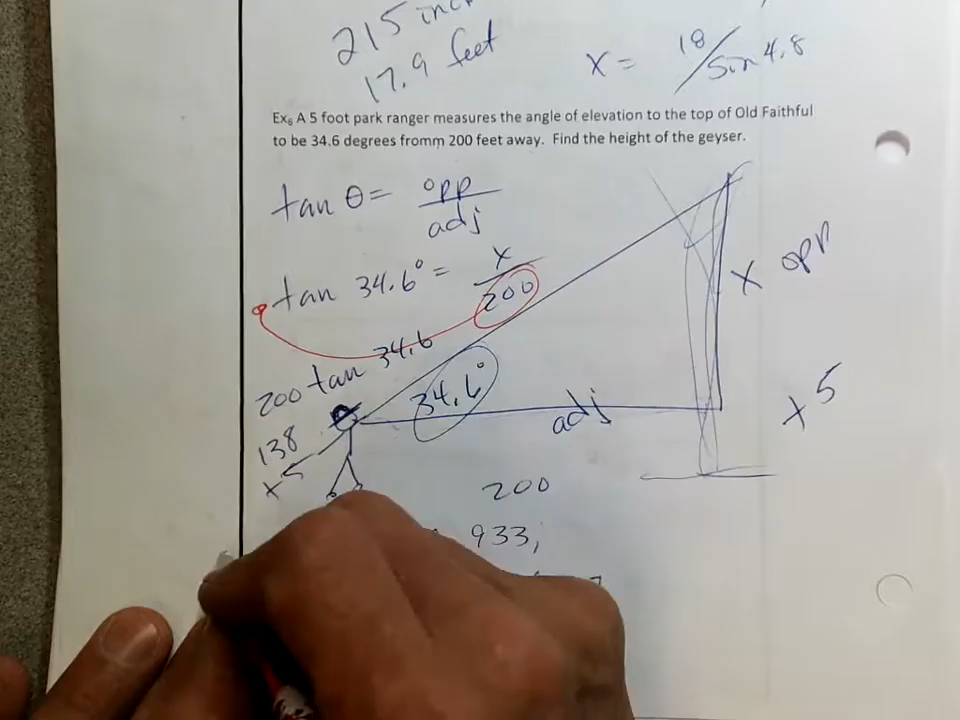 215 inc
17.9 feet
x = 18/sin 4.8
Ex6 A 5 foot park ranger measures the angle of elevation to the top of Old Faithful
to be 34.6 degrees fromm 200 feet away. Find the height of the geyser.
tan θ = opp/adj
tan 34.6° = x/200
x opp
200 tan 34.6
34.6°
adj
+ 5
138
+ 5
200
933,